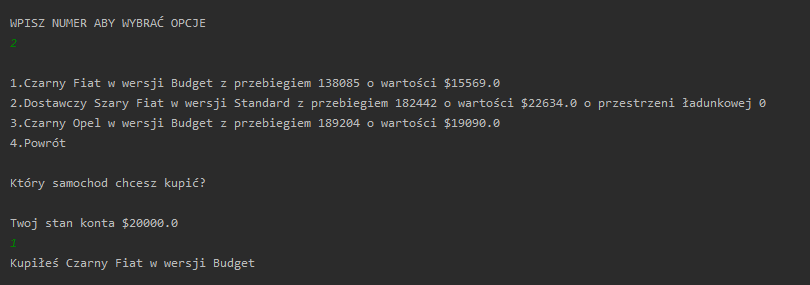 WPISZ NUMER ABY WYBRAĆ OPCJE
2
1.Czarny Fiat w wersji Budget z przebiegiem 138085 o wartości $15569.0
2.Dostawczy Szary Fiat w wersji Standard z przebiegiem 182442 o wartości $22634.0 o przestrzeni ładunkowej 0
3.Czarny Opel w wersji Budget z przebiegiem 189204 o wartości $19090.0
4.Powrót
Który samochod chcesz kupić?
Twoj stan konta $20000.0
1
Kupiłeś Czarny Fiat w wersji Budget